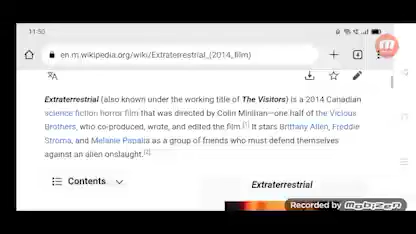 11:50
en.m.wikipedia.org/wiki/Extraterrestrial_(2014_film)
4
Extraterrestrial (also known under the working title of The Visitors) is a 2014 Canadian
science fiction horror film that was directed by Colin Minihan—one half of the Vicious
Brothers, who co-produced, wrote, and edited the film.[1] It stars Brittany Allen, Freddie
Stroma, and Melanie Papalia as a group of friends who must defend themselves
against an alien onslaught.[2]
Contents
Extraterrestrial
Recorded by Mobizen